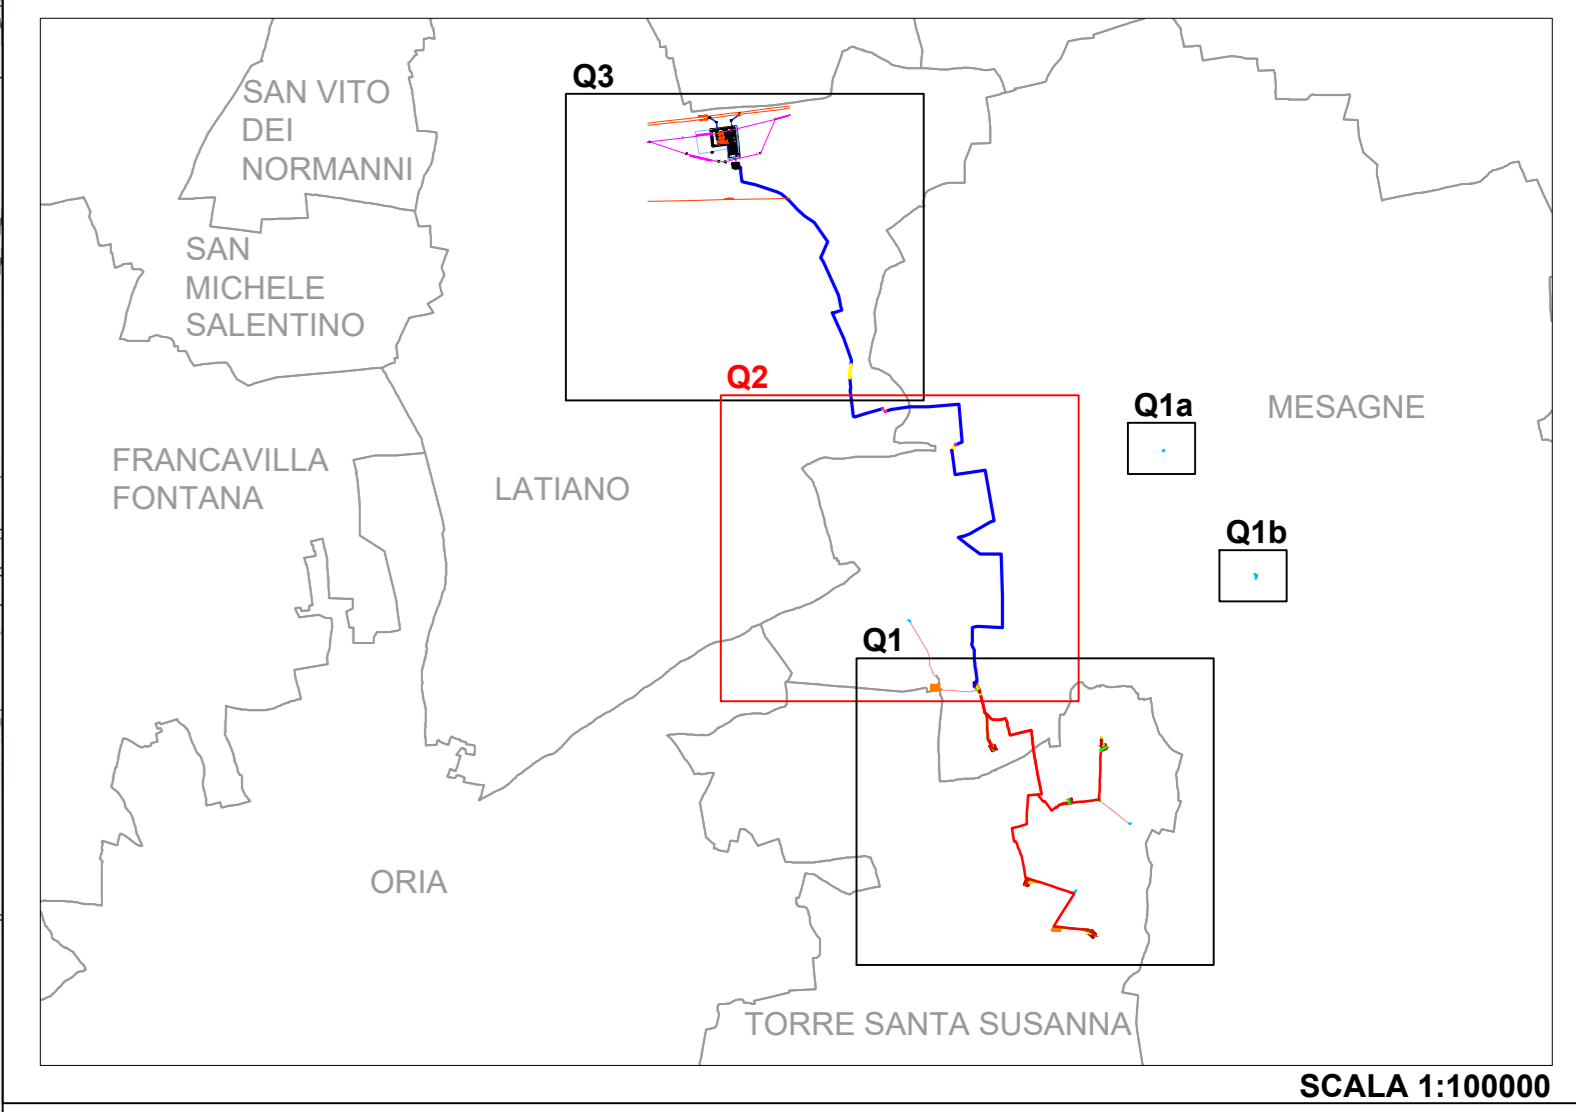 Q3
SAN VITO
DEI
NORMANNI
SAN
MICHELE
SALENTINO
Q2
Q1a
MESAGNE
FRANCAVILLA
FONTANA
LATIANO
Q1b
Q1
ORIA
TORRE SANTA SUSANNA
SCALA 1:100000